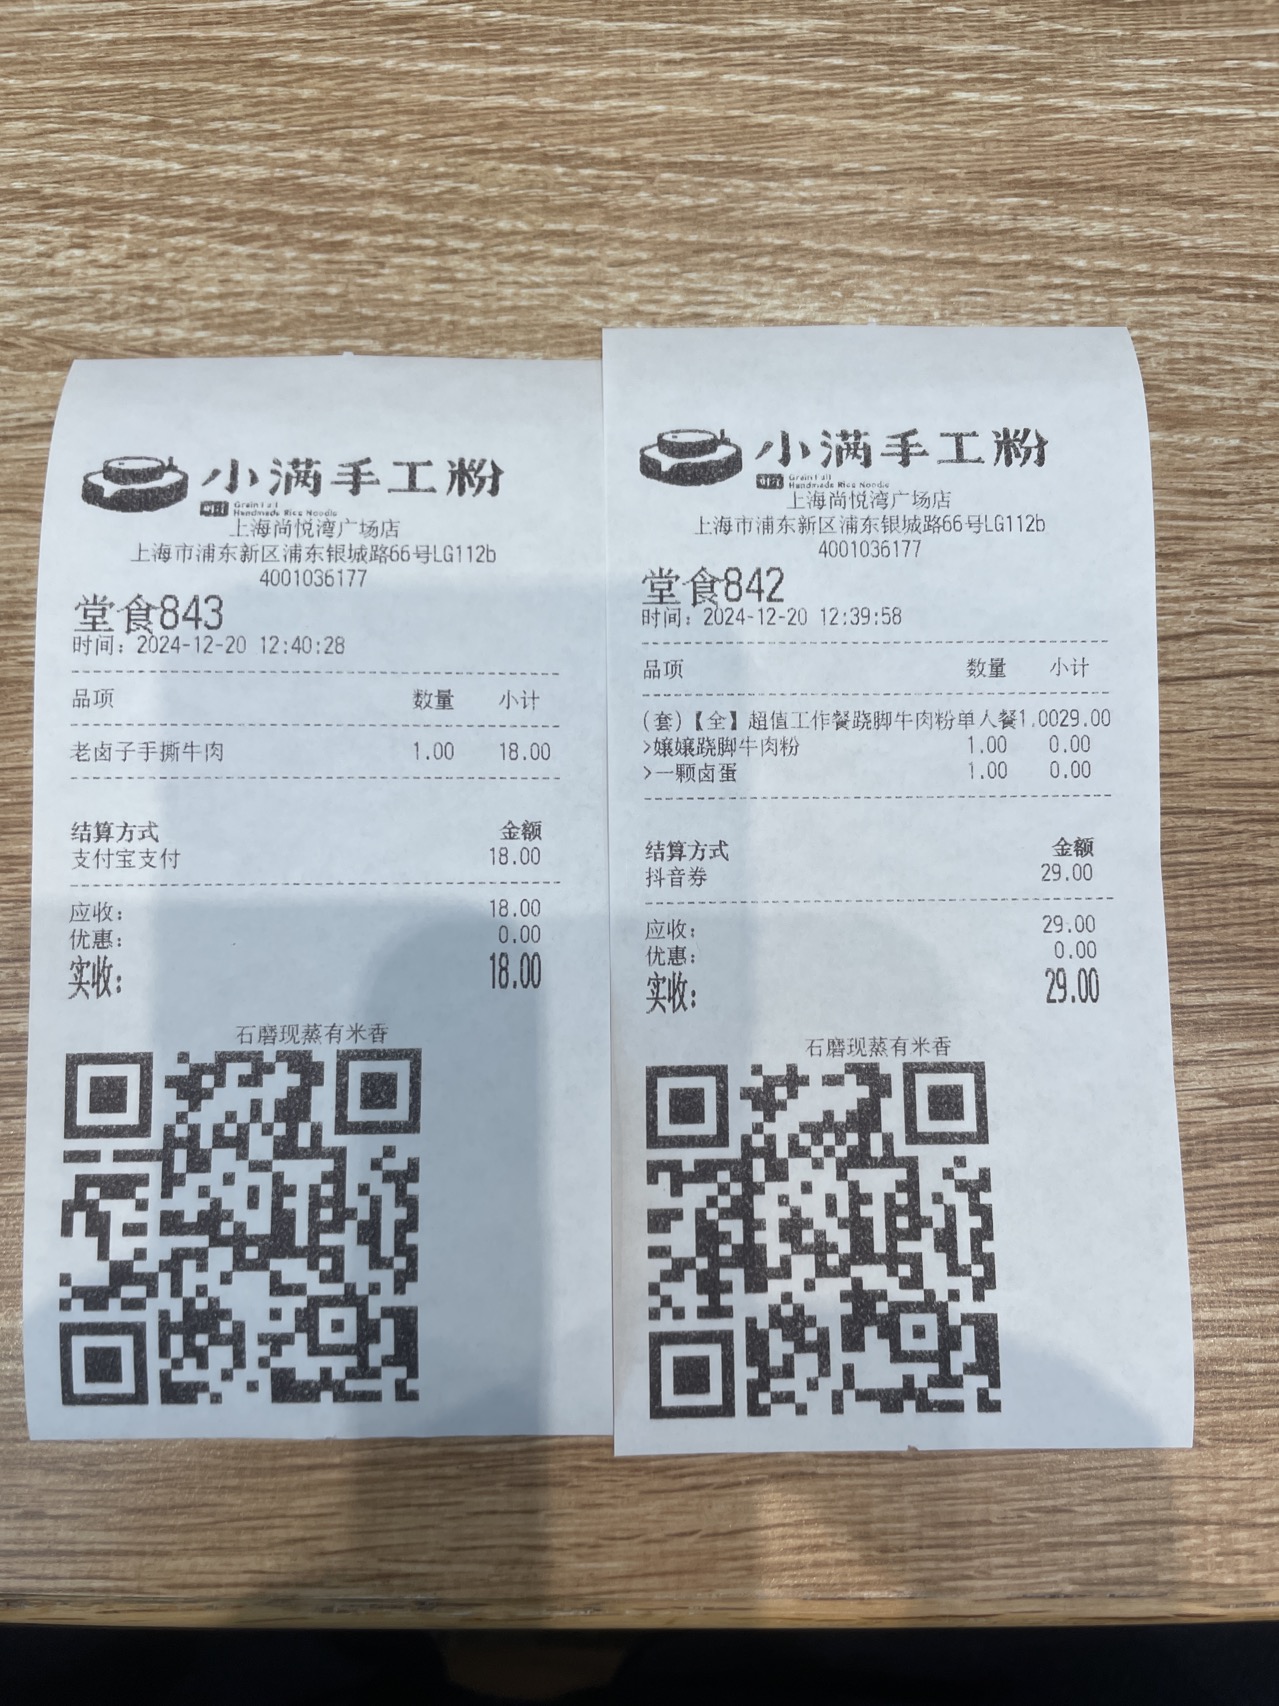 小满手工粉
Grain Full
Handmade Rice Noodle
上海尚悦湾广场店
上海市浦东新区浦东银城路66号LG112b
4001036177
堂食843
时间：2024-12-20 12:40:28
品项 数量 小计
老卤子手撕牛肉 1.00 18.00
结算方式 金额
支付宝支付 18.00
应收： 18.00
优惠： 0.00
实收： 18.00
石磨现蒸有米香
小满手工粉
Grain Full
Handmade Rice Noodle
上海尚悦湾广场店
上海市浦东新区浦东银城路66号LG112b
4001036177
堂食842
时间：2024-12-20 12:39:58
品项 数量 小计
(套)【全】超值工作餐跷脚牛肉粉单人餐1.0029.00
>嬢嬢跷脚牛肉粉 1.00 0.00
>一颗卤蛋 1.00 0.00
结算方式 金额
抖音券 29.00
应收： 29.00
优惠： 0.00
实收： 29.00
石磨现蒸有米香